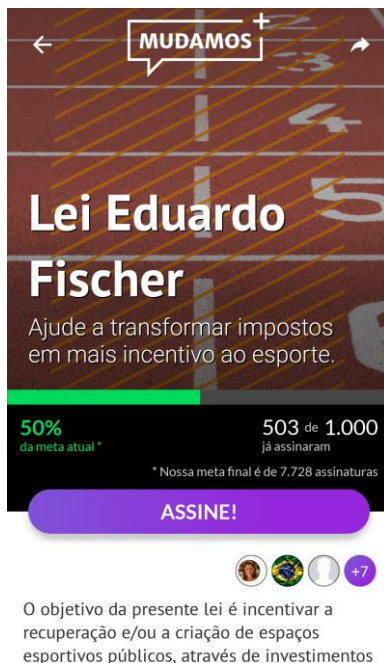 MUDAMOS
Lei Eduardo
Fischer
Ajude a transformar impostos
em mais incentivo ao esporte.
50%
da meta atual *
503 de 1.000
já assinaram
* Nossa meta final é de 7.728 assinaturas
ASSINE!
+7
O objetivo da presente lei é incentivar a
recuperação e/ou a criação de espaços
esportivos públicos, através de investimentos